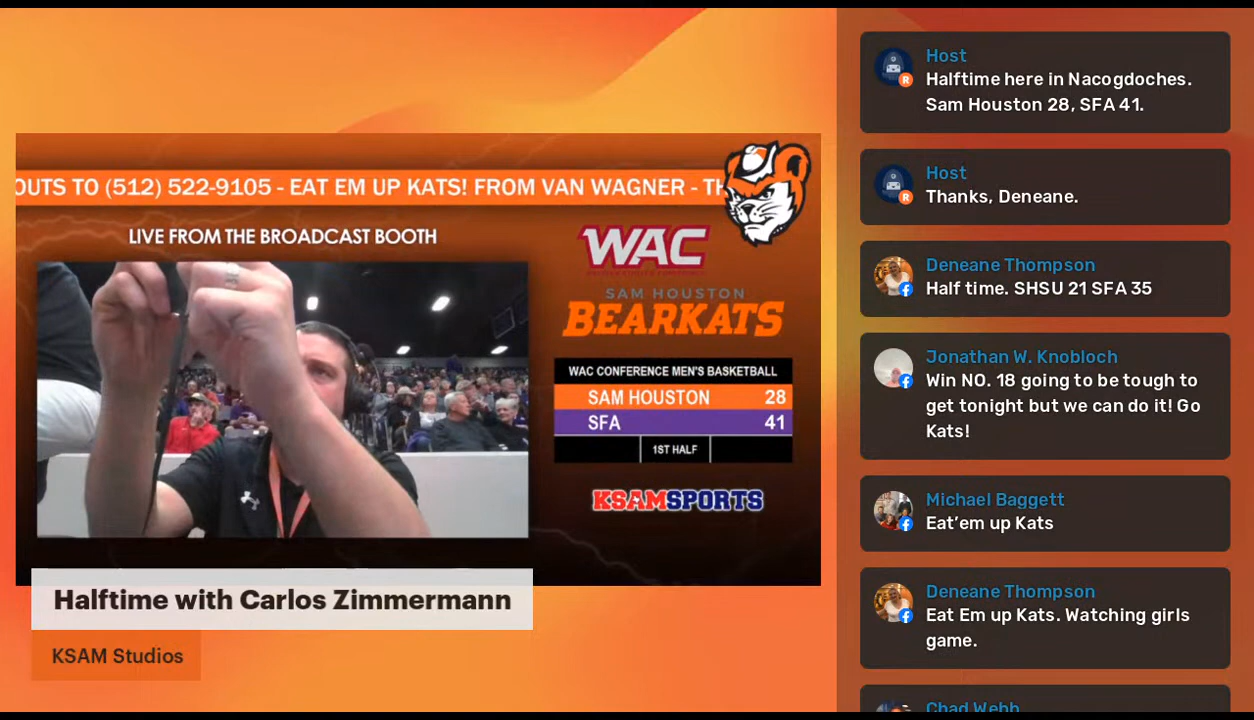 OUTS TO (512) 522-9105 - EAT EM UP KATS! FROM VAN WAGNER - TH
LIVE FROM THE BROADCAST BOOTH
WAC
SAM HOUSTON
BEARKATS
WAC CONFERENCE MEN'S BASKETBALL
SAM HOUSTON 28
SFA 41
1ST HALF
KSAMSPORTS
Halftime with Carlos Zimmermann
KSAM Studios
Host
Halftime here in Nacogdoches.
Sam Houston 28, SFA 41.
Host
Thanks, Deneane.
Deneane Thompson
Half time. SHSU 21 SFA 35
Jonathan W. Knobloch
Win NO. 18 going to be tough to
get tonight but we can do it! Go
Kats!
Michael Baggett
Eat’em up Kats
Deneane Thompson
Eat Em up Kats. Watching girls
game.
Chad Webb